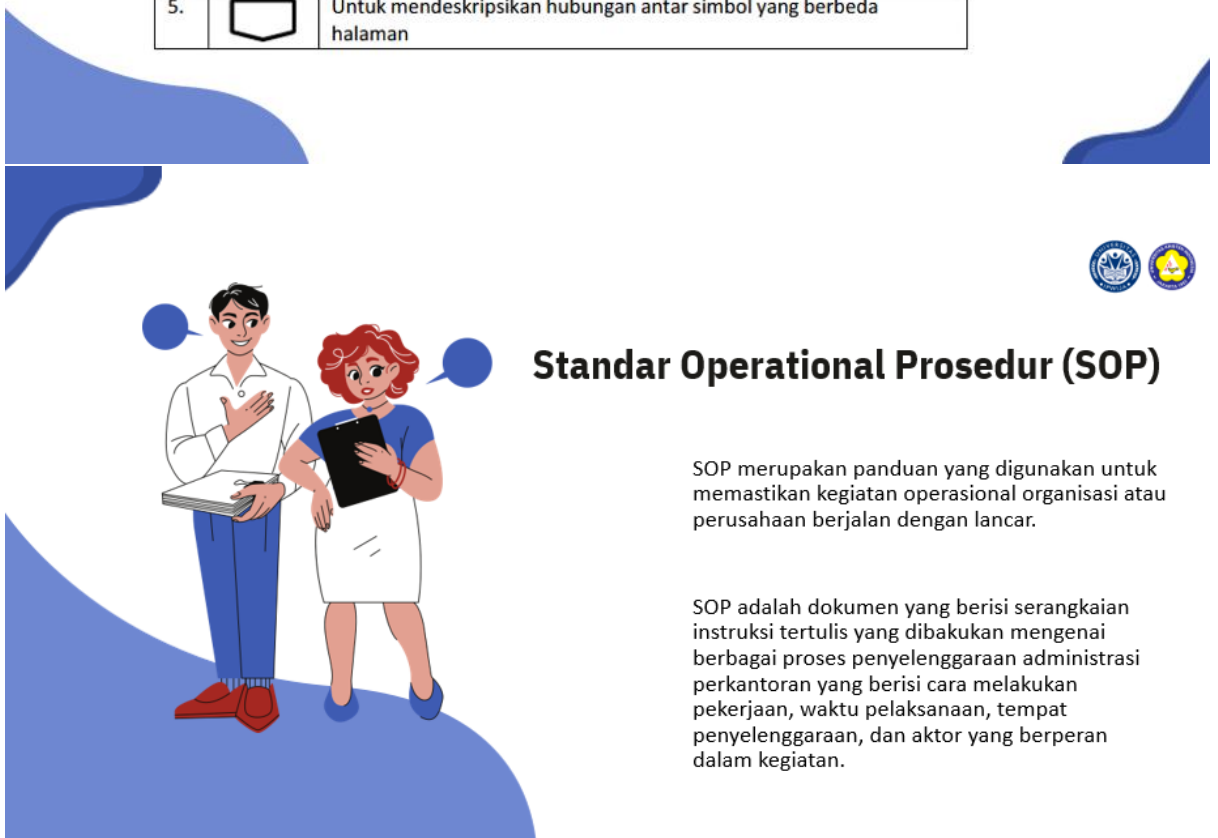 5.
Untuk mendeskripsikan hubungan antar simbol yang berbeda
halaman
Standar Operational Prosedur (SOP)
SOP merupakan panduan yang digunakan untuk
memastikan kegiatan operasional organisasi atau
perusahaan berjalan dengan lancar.
SOP adalah dokumen yang berisi serangkaian
instruksi tertulis yang dibakukan mengenai
berbagai proses penyelenggaraan administrasi
perkantoran yang berisi cara melakukan
pekerjaan, waktu pelaksanaan, tempat
penyelenggaraan, dan aktor yang berperan
dalam kegiatan.